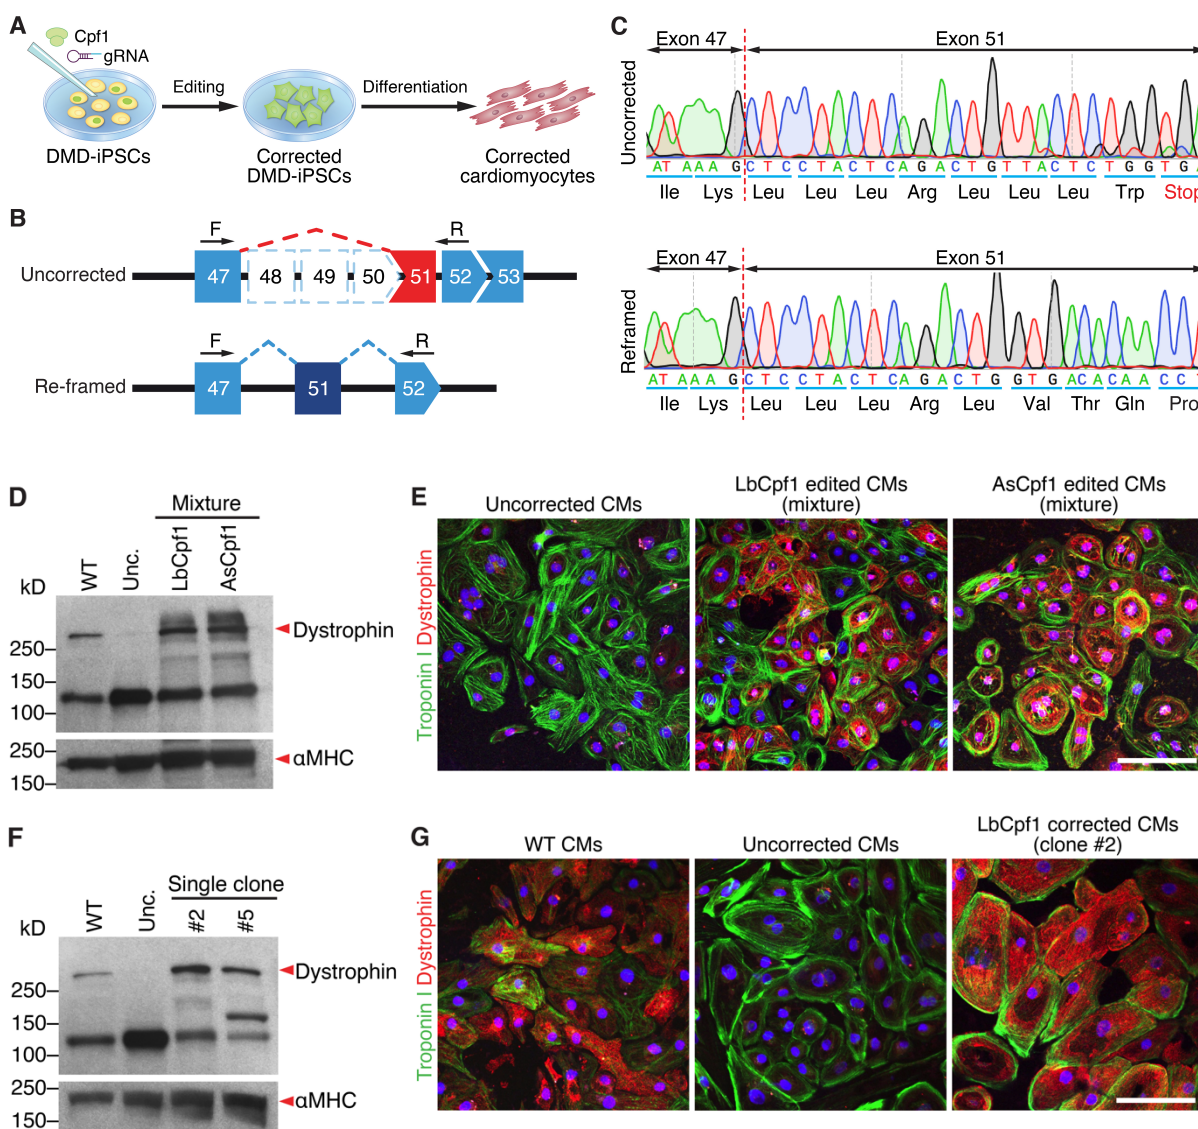 A
Cpf1
gRNA
Editing
Differentiation
DMD-iPSCs
Corrected
DMD-iPSCs
Corrected
cardiomyocytes
B
F
R
Uncorrected
47
48
49
50
51
52
53
F
R
Re-framed
47
51
52
C
Exon 47
Exon 51
Uncorrected
A T A A A G C T C C T A C T C A G A C T G T T A C T C T G G T G A
Ile Lys Leu Leu Leu Arg Leu Leu Leu Trp Stop
Exon 47
Exon 51
Reframed
A T A A A G C T C C T A C T C A G A C T G G T G A C A C A A C C
Ile Lys Leu Leu Leu Arg Leu Val Thr Gln Pro
D
Mixture
kD
WT
Unc.
LbCpf1
AsCpf1
250
150
100
Dystrophin
250
150
αMHC
E
Uncorrected CMs
LbCpf1 edited CMs
(mixture)
AsCpf1 edited CMs
(mixture)
Troponin I Dystrophin
F
Single clone
kD
WT
Unc.
#2
#5
250
150
100
Dystrophin
250
150
αMHC
G
WT CMs
Uncorrected CMs
LbCpf1 corrected CMs
(clone #2)
Troponin I Dystrophin